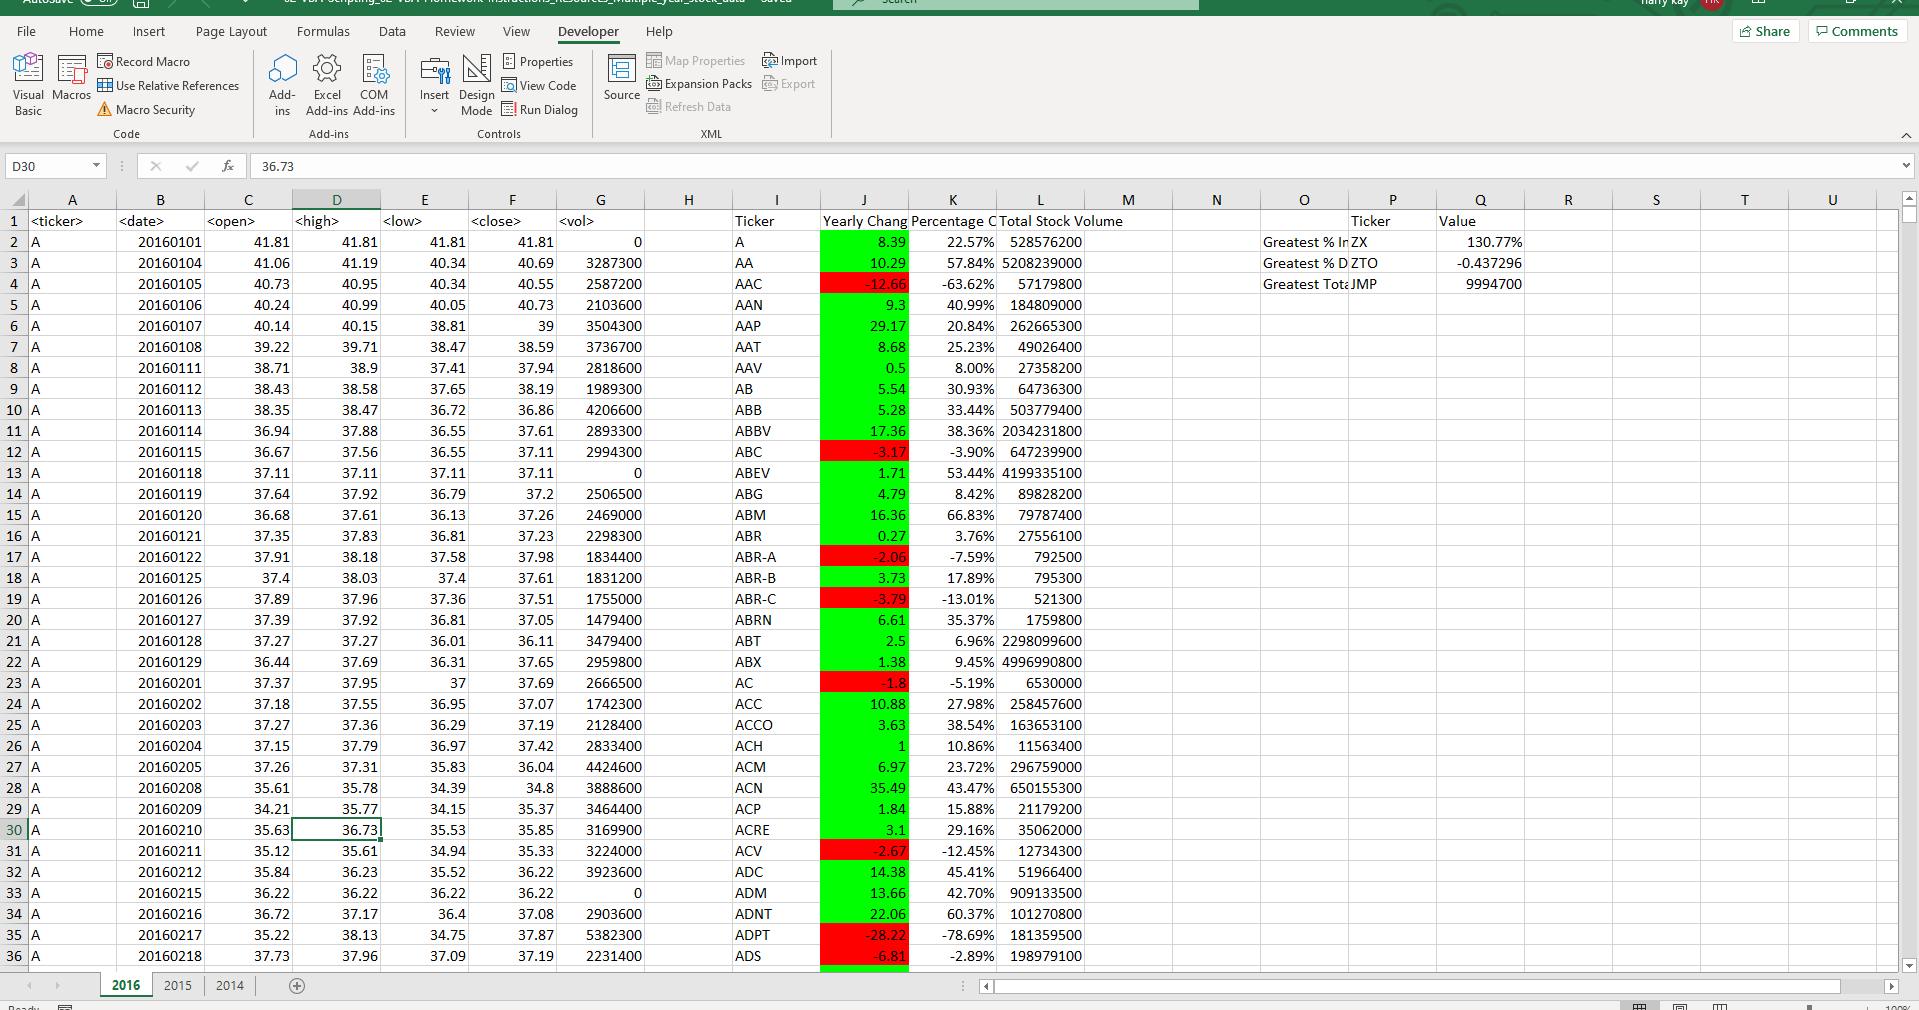 AutoSave Off 02-VBA-Scripting_02-VBA-Homework-Instructions_Resources_Multiple_year_stock_data - Saved Search harry kay HK
File Home Insert Page Layout Formulas Data Review View Developer Help Share Comments
Visual Basic Macros Record Macro Use Relative References Macro Security Code
Add-ins Excel Add-ins COM Add-ins Add-ins
Insert Design Mode Properties View Code Run Dialog Controls
Source Map Properties Expansion Packs Refresh Data Import Export XML
D30 fx 36.73
A B C D E F G H I J K L M N O P Q R S T U
1 <ticker> <date> <open> <high> <low> <close> <vol> Ticker Yearly Chang Percentage C Total Stock Volume Ticker Value
2 A 20160101 41.81 41.81 41.81 41.81 0 A 8.39 22.57% 528576200 Greatest % In ZX 130.77%
3 A 20160104 41.06 41.19 40.34 40.69 3287300 AA 10.29 57.84% 5208239000 Greatest % D ZTO -0.437296
4 A 20160105 40.73 40.95 40.34 40.55 2587200 AAC -12.66 -63.62% 57179800 Greatest Tota JMP 9994700
5 A 20160106 40.24 40.99 40.05 40.73 2103600 AAN 9.3 40.99% 184809000
6 A 20160107 40.14 40.15 38.81 39 3504300 AAP 29.17 20.84% 262665300
7 A 20160108 39.22 39.71 38.47 38.59 3736700 AAT 8.68 25.23% 49026400
8 A 20160111 38.71 38.9 37.41 37.94 2818600 AAV 0.5 8.00% 27358200
9 A 20160112 38.43 38.58 37.65 38.19 1989300 AB 5.54 30.93% 64736300
10 A 20160113 38.35 38.47 36.72 36.86 4206600 ABB 5.28 33.44% 503779400
11 A 20160114 36.94 37.88 36.55 37.61 2893300 ABBV 17.36 38.36% 2034231800
12 A 20160115 36.67 37.56 36.55 37.11 2994300 ABC -3.17 -3.90% 647239900
13 A 20160118 37.11 37.11 37.11 37.11 0 ABEV 1.71 53.44% 4199335100
14 A 20160119 37.64 37.92 36.79 37.2 2506500 ABG 4.79 8.42% 89828200
15 A 20160120 36.68 37.61 36.13 37.26 2469000 ABM 16.36 66.83% 79787400
16 A 20160121 37.35 37.83 36.81 37.23 2298300 ABR 0.27 3.76% 27556100
17 A 20160122 37.91 38.18 37.58 37.98 1834400 ABR-A -2.06 -7.59% 792500
18 A 20160125 37.4 38.03 37.4 37.61 1831200 ABR-B 3.73 17.89% 795300
19 A 20160126 37.89 37.96 37.36 37.51 1755000 ABR-C -3.79 -13.01% 521300
20 A 20160127 37.39 37.92 36.81 37.05 1479400 ABRN 6.61 35.37% 1759800
21 A 20160128 37.27 37.27 36.01 36.11 3479400 ABT 2.5 6.96% 2298099600
22 A 20160129 36.44 37.69 36.31 37.65 2959800 ABX 1.38 9.45% 4996990800
23 A 20160201 37.37 37.95 37 37.69 2666500 AC -1.8 -5.19% 6530000
24 A 20160202 37.18 37.55 36.95 37.07 1742300 ACC 10.88 27.98% 258457600
25 A 20160203 37.27 37.36 36.29 37.19 2128400 ACCO 3.63 38.54% 163653100
26 A 20160204 37.15 37.79 36.97 37.42 2833400 ACH 1 10.86% 11563400
27 A 20160205 37.26 37.31 35.83 36.04 4424600 ACM 6.97 23.72% 296759000
28 A 20160208 35.61 35.78 34.39 34.8 3888600 ACN 35.49 43.47% 650155300
29 A 20160209 34.21 35.77 34.15 35.37 3464400 ACP 1.84 15.88% 21179200
30 A 20160210 35.63 36.73 35.53 35.85 3169900 ACRE 3.1 29.16% 35062000
31 A 20160211 35.12 35.61 34.94 35.33 3224000 ACV -2.67 -12.45% 12734300
32 A 20160212 35.84 36.23 35.52 36.22 3923600 ADC 14.38 45.41% 51966400
33 A 20160215 36.22 36.22 36.22 36.22 0 ADM 13.66 42.70% 909133500
34 A 20160216 36.72 37.17 36.4 37.08 2903600 ADNT 22.06 60.37% 101270800
35 A 20160217 35.22 38.13 34.75 37.87 5382300 ADPT -28.22 -78.69% 181359500
36 A 20160218 37.73 37.96 37.09 37.19 2231400 ADS -6.81 -2.89% 198979100
2016 2015 2014
Ready 100%